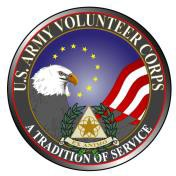 U.S. ARMY VOLUNTEER CORPS
A TRADITION OF SERVICE